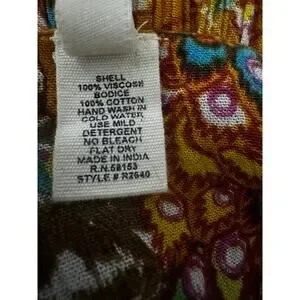 SHELL
100% VISCOSE
BODICE
100% COTTON
HAND WASH IN
COLD WATER
USE MILD
DETERGENT
NO BLEACH
FLAT DRY
MADE IN INDIA
R.N.58153
STYLE # R2640